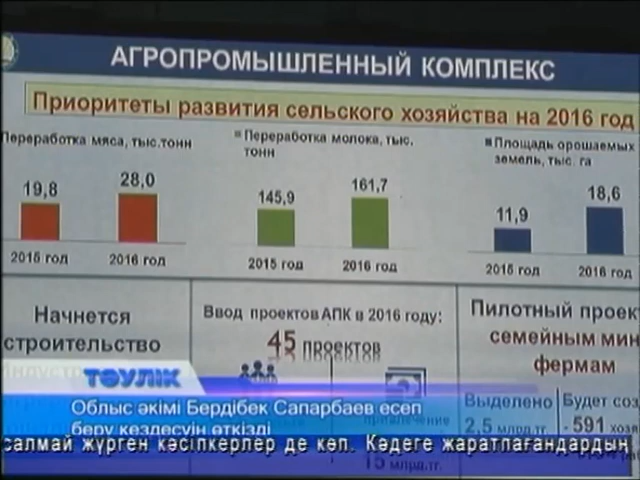 АГРОПРОМЫШЛЕННЫЙ КОМПЛЕКС
Приоритеты развития сельского хозяйства на 2016 год
Переработка мяса, тыс.тонн
19,8
28,0
2015 год
2016 год
Переработка молока, тыс.
тонн
145,9
161,7
2015 год
2016 год
Площадь орошаемых
земель, тыс. га
11,9
18,6
2015 год
2016 год
Начнется
строительство
Ввод проектов АПК в 2016 году:
45 проектов
15 млрд.тг.
Пилотный проект
семейным мин
фермам
Выделено
2,5 млрд.тг.
Будет соз
- 591 хозя
ТӘУЛІК
Облыс әкімі Бердібек Сапарбаев есеп
беру кездесуін өткізді
салмай жүрген кәсіпкерлер де көп. Кәдеге жаратпағандардың